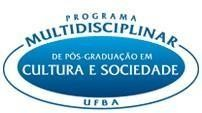 PROGRAMA
MULTIDISCIPLINAR
DE PÓS-GRADUAÇÃO EM
CULTURA E SOCIEDADE
UFBA